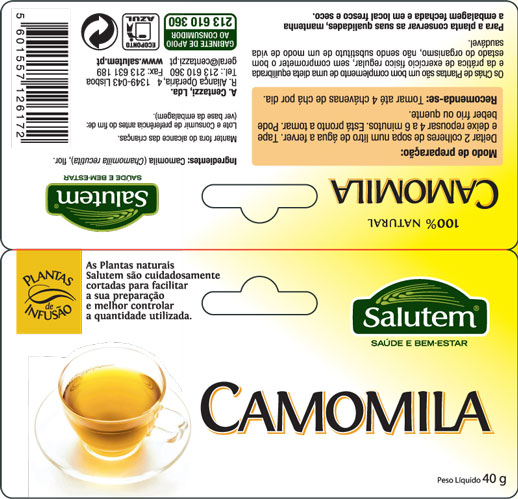 PLANTAS
de
INFUSÃO
As Plantas naturais
Salutem são cuidadosamente
cortadas para facilitar
a sua preparação
e melhor controlar
a quantidade utilizada.
Salutem®
SAÚDE E BEM-ESTAR
CAMOMILA
Peso Líquido 40 g
100% NATURAL
CAMOMILA
Modo de preparação:
Deitar 2 colheres de sopa num litro de água a ferver. Tape
e deixe repousar 4 a 6 minutos. Está pronto a tomar. Pode
beber frio ou quente.
Recomenda-se: Tomar até 4 chávenas de chá por dia.
Os Chás de Plantas são um bom complemento de uma dieta equilibrada
e da prática de exercício físico regular, sem comprometer o bom
estado do organismo, não sendo substituto de um modo de vida
saudável.
Para a planta conservar as suas qualidades, mantenha
a embalagem fechada em local fresco e seco.
Salutem®
SAÚDE E BEM-ESTAR
Ingredientes: Camomila (Chamomilla recutita), flor.
Manter fora do alcance das crianças.
Lote e Consumir de preferência antes do fim de:
(ver base da embalagem).
A. Centazzi, Lda.
R. Aliança Operária, 4 1349-043 Lisboa
Tel.: 213 610 360 Fax: 213 631 189
geral@centazzi.pt www.salutem.pt
GABINETE DE APOIO
AO CONSUMIDOR
213 610 360
ECOPONTO
AZUL
5 601557 126172